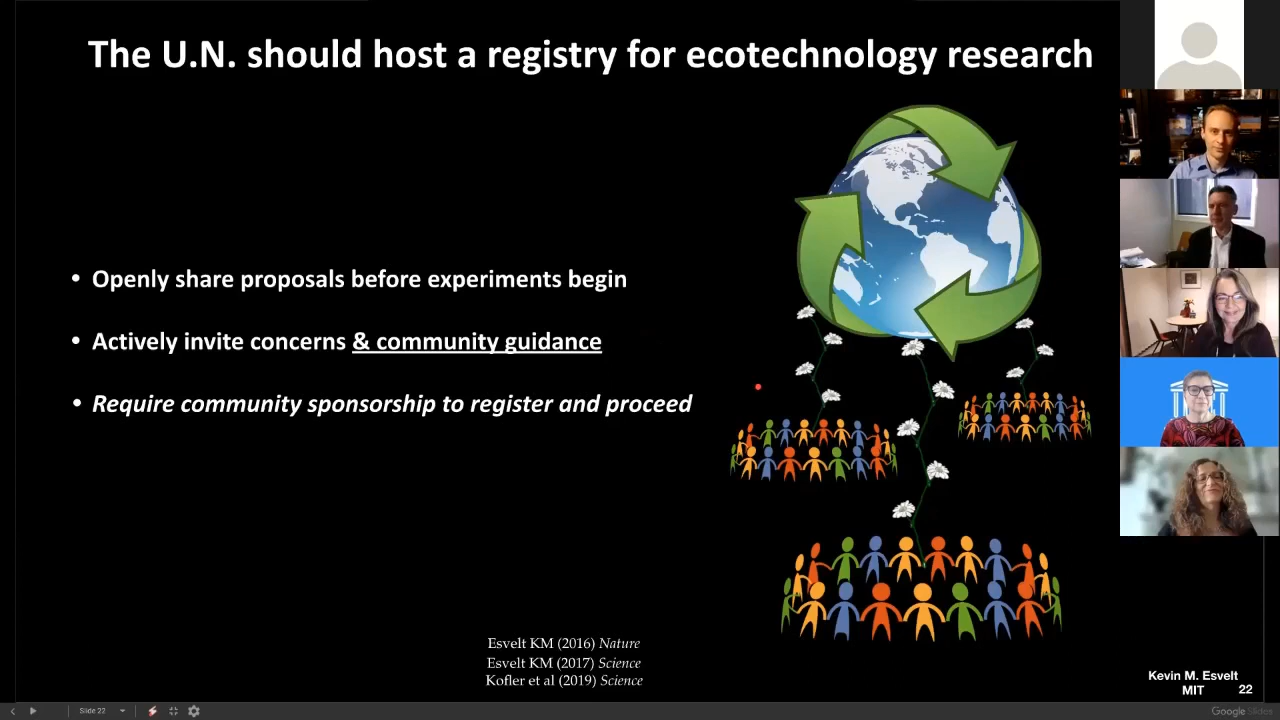 The U.N. should host a registry for ecotechnology research
• Openly share proposals before experiments begin
• Actively invite concerns & community guidance
• Require community sponsorship to register and proceed
Esvelt KM (2016) Nature
Esvelt KM (2017) Science
Kofler et al (2019) Science
Kevin M. Esvelt
MIT
22
Slide 22
Google Slides